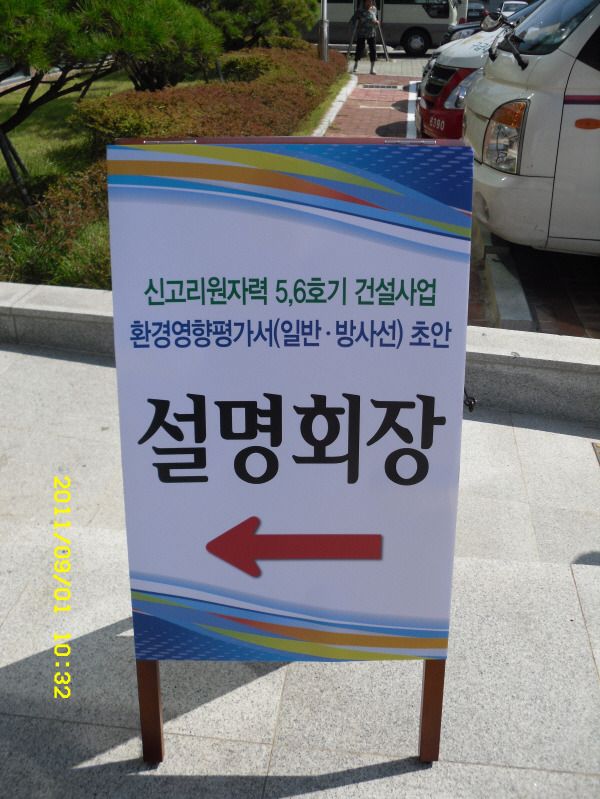 신고리원자력 5,6호기 건설사업
환경영향평가서(일반·방사선) 초안
설명회장
2011/09/01 10:32
6390